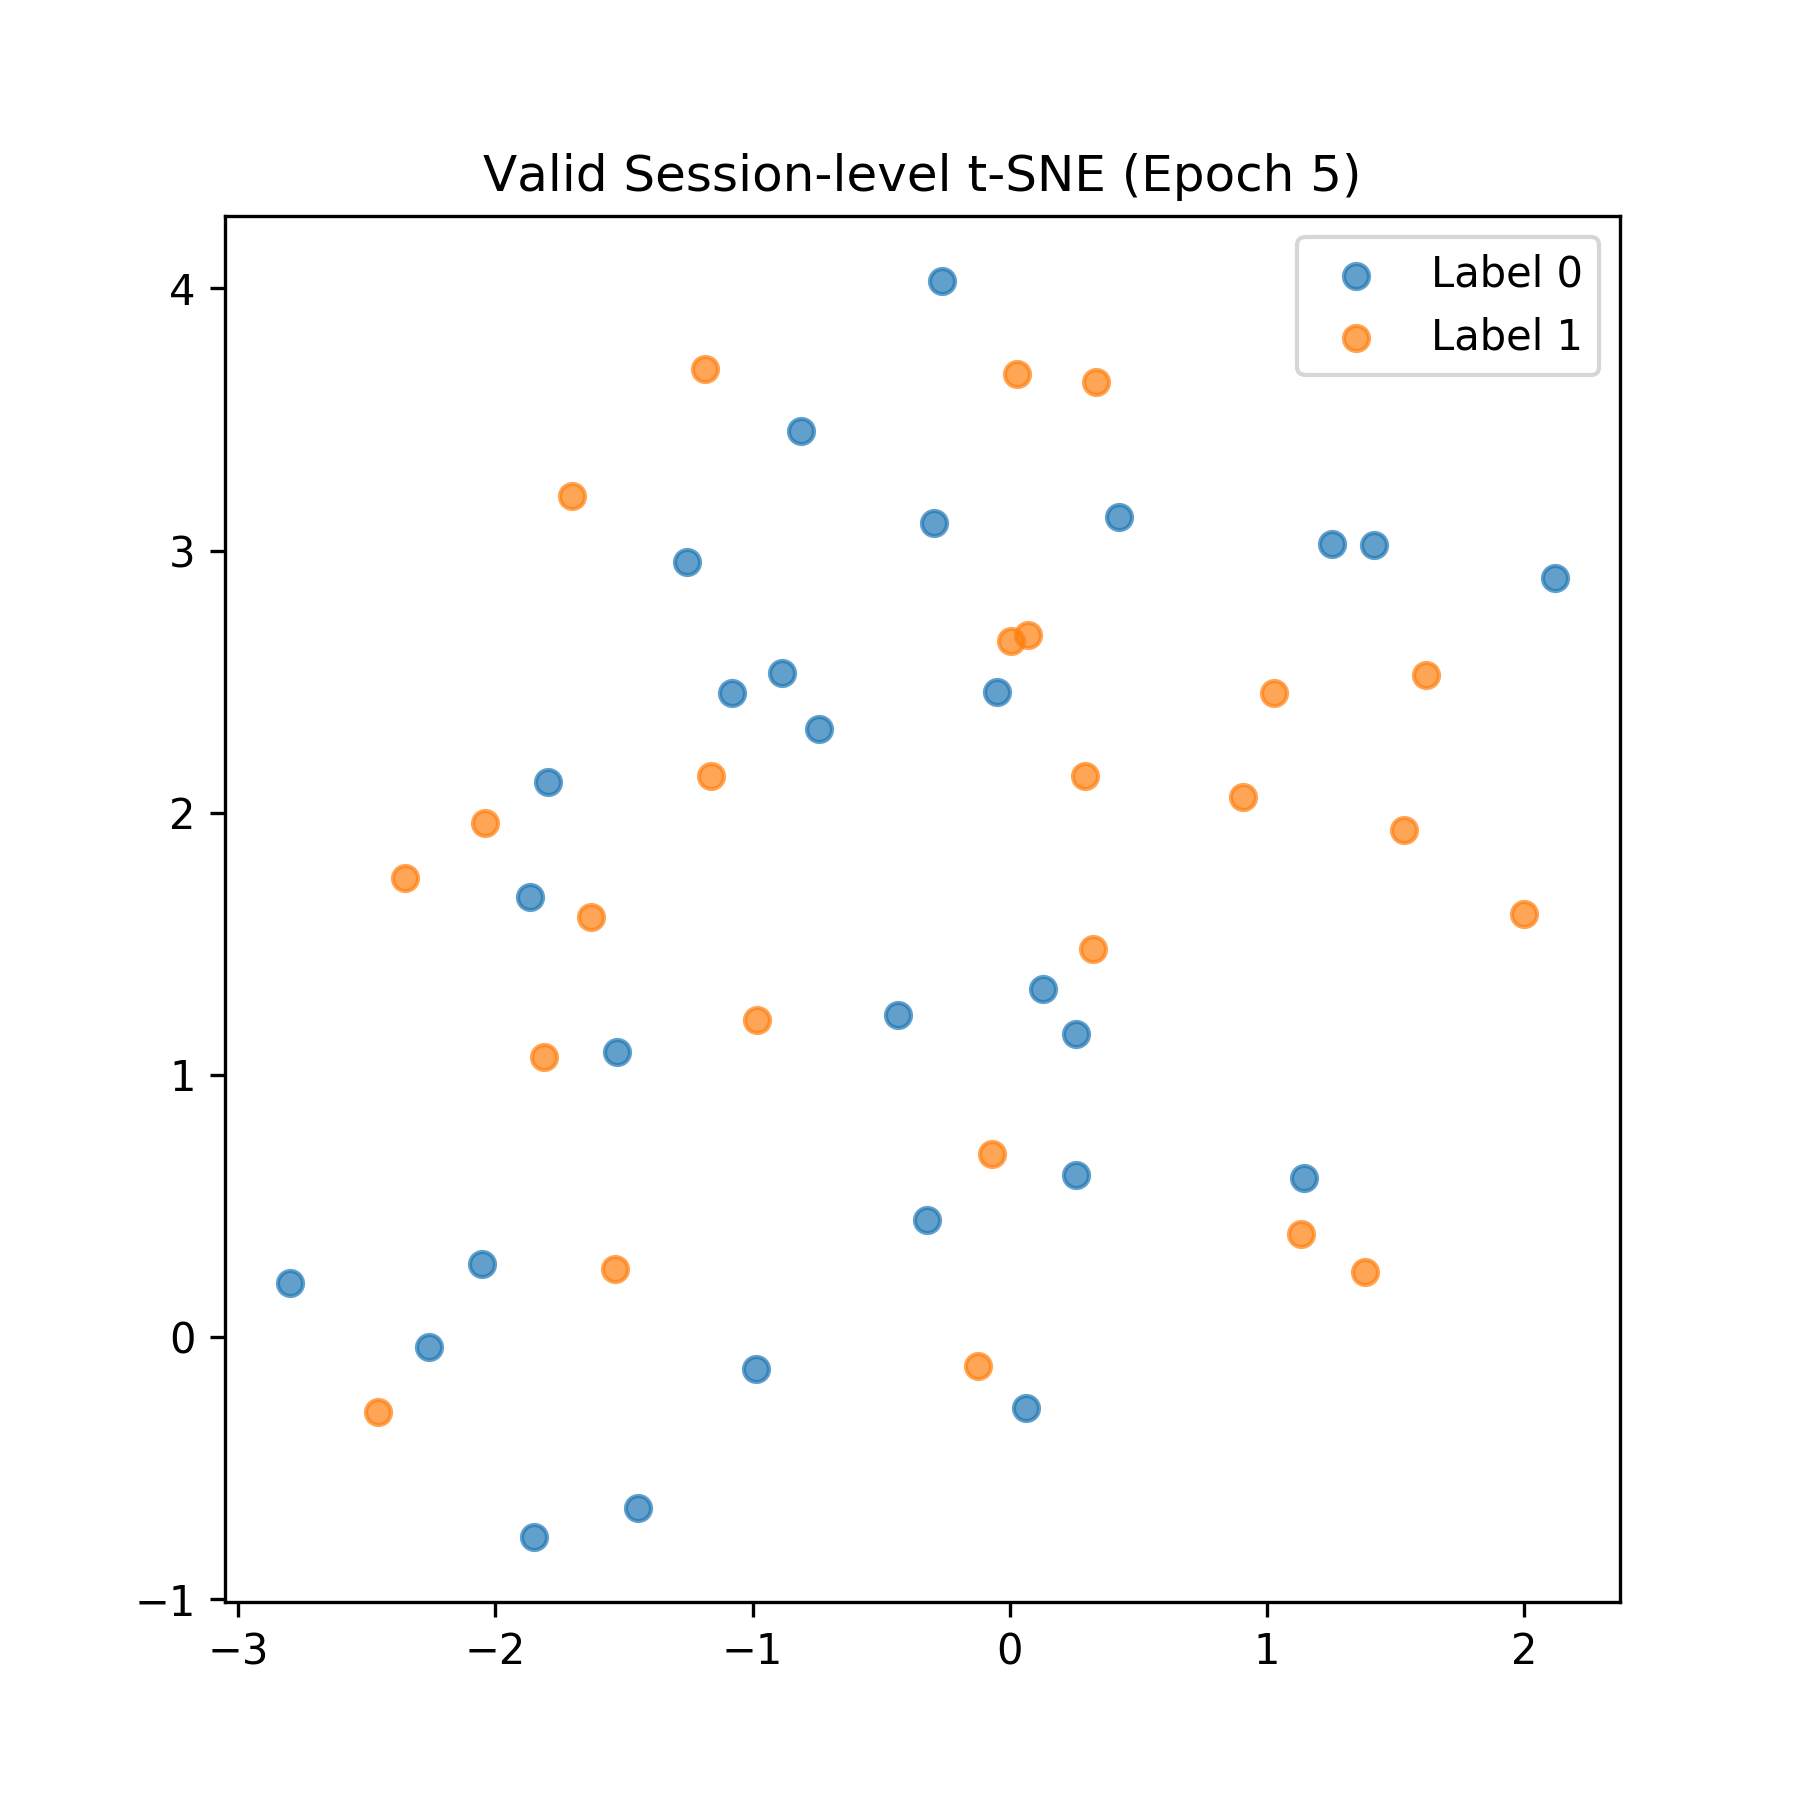 Valid Session-level t-SNE (Epoch 5)
Label 0
Label 1
4
3
2
1
0
−1
−3 −2 −1 0 1 2